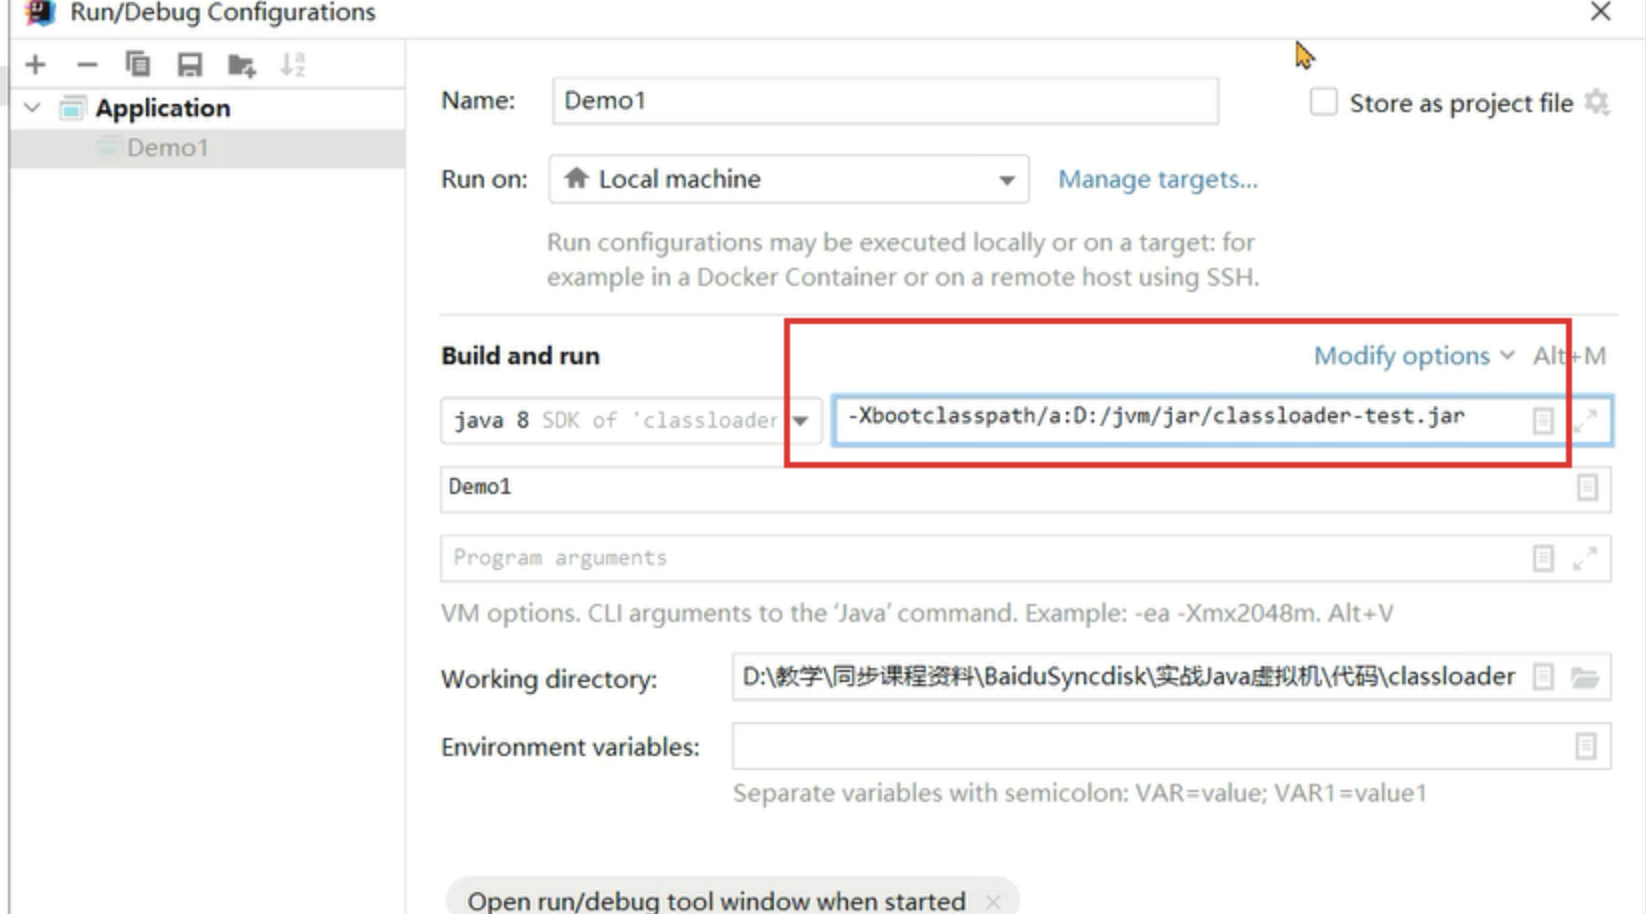 Run/Debug Configurations
Application
Demo1
Name:
Demo1
Store as project file
Run on:
Local machine
Manage targets...
Run configurations may be executed locally or on a target: for
example in a Docker Container or on a remote host using SSH.
Build and run
Modify options
Alt+M
java 8 SDK of 'classloader
-Xbootclasspath/a:D:/jvm/jar/classloader-test.jar
Demo1
Program arguments
VM options. CLI arguments to the ‘Java’ command. Example: -ea -Xmx2048m. Alt+V
Working directory:
D:\教学\同步课程资料\BaiduSyncdisk\实战Java虚拟机\代码\classloader
Environment variables:
Separate variables with semicolon: VAR=value; VAR1=value1
Open run/debug tool window when started